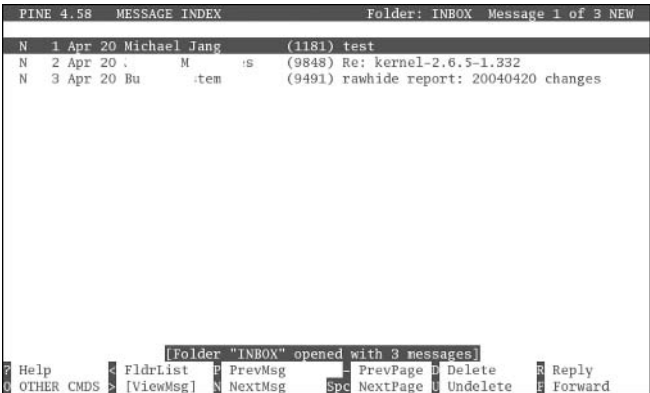 PINE 4.58 MESSAGE INDEX Folder: INBOX Message 1 of 3 NEW
N 1 Apr 20 Michael Jang (1181) test
N 2 Apr 20 M s (9848) Re: kernel-2.6.5-1.332
N 3 Apr 20 Bu tem (9491) rawhide report: 20040420 changes
[Folder "INBOX" opened with 3 messages]
? Help < FldrList P PrevMsg - PrevPage D Delete R Reply
O OTHER CMDS > [ViewMsg] N NextMsg Spc NextPage U Undelete F Forward